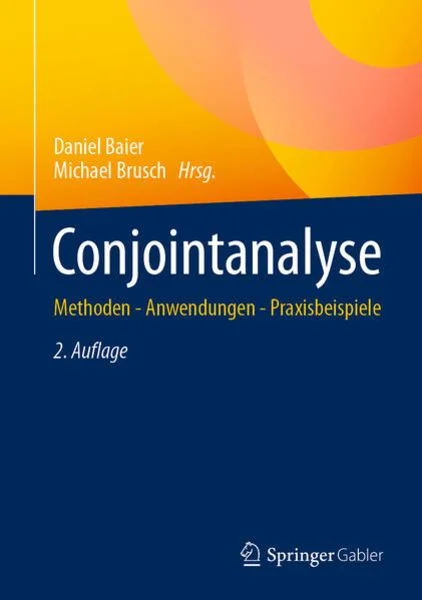 Daniel Baier
Michael Brusch Hrsg.
Conjointanalyse
Methoden - Anwendungen - Praxisbeispiele
2. Auflage
Springer Gabler